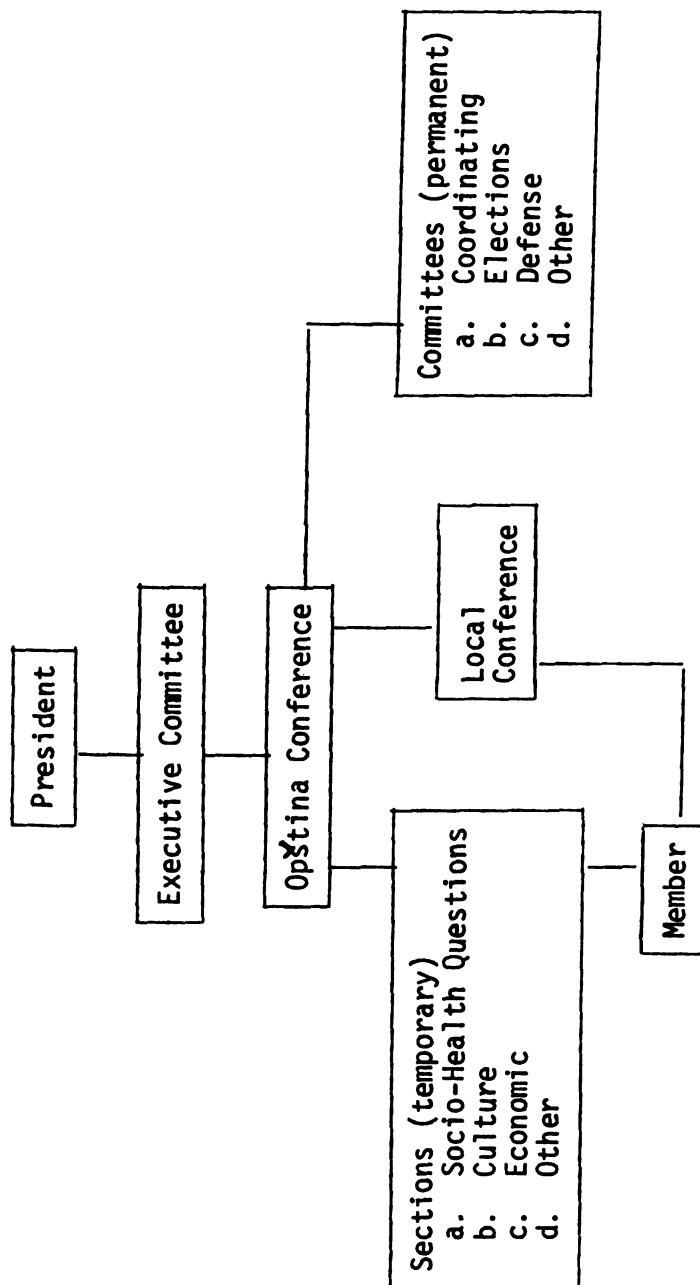 President
Executive Committee
Opština Conference
Sections (temporary)
a. Socio-Health Questions
b. Culture
c. Economic
d. Other
Local
Conference
Committees (permanent)
a. Coordinating
b. Elections
c. Defense
d. Other
Member